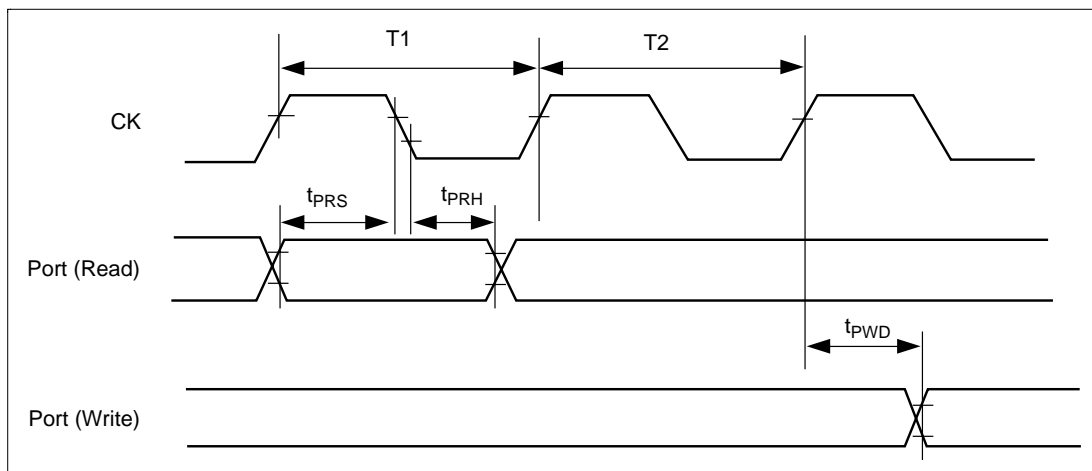 T1
T2
CK
tPRS
tPRH
Port (Read)
tPWD
Port (Write)